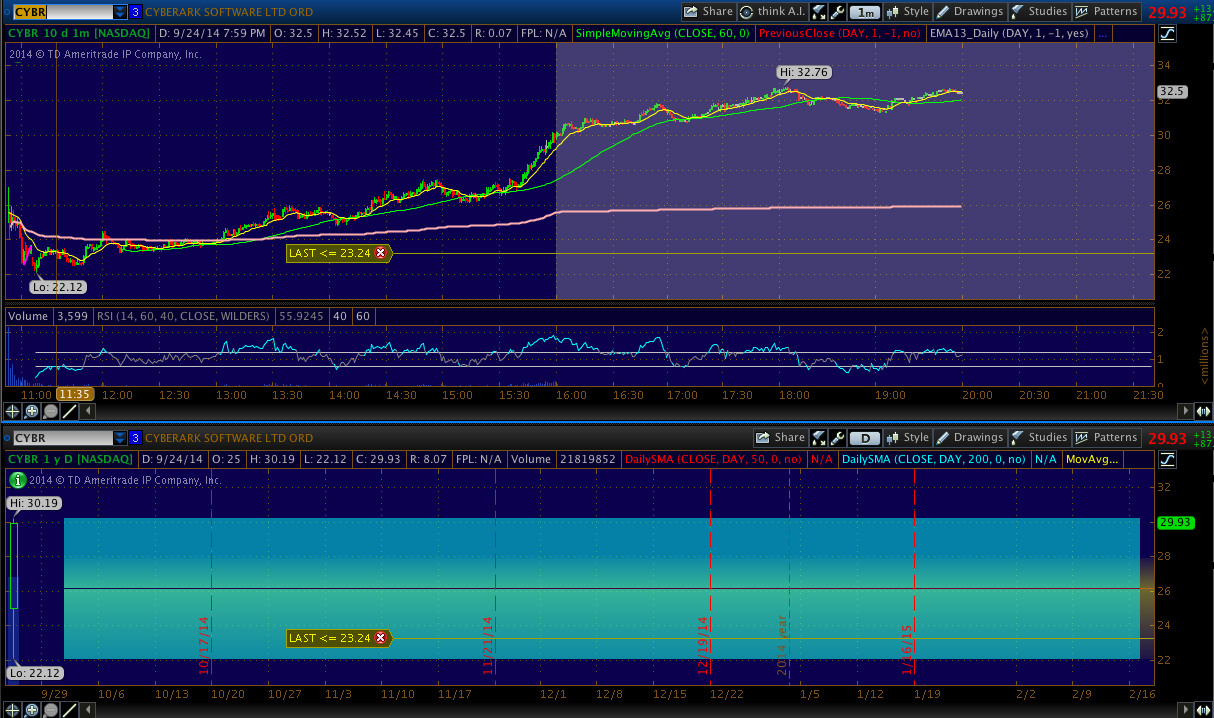 CYBR 3 CYBERARK SOFTWARE LTD ORD Share think A.I. 1m Style Drawings Studies Patterns 29.93 +13. +87.
CYBR 10 d 1m [NASDAQ] D: 9/24/14 7:59 PM O: 32.5 H: 32.52 L: 32.45 C: 32.5 R: 0.07 FPL: N/A SimpleMovingAvg (CLOSE, 60, 0) PreviousClose (DAY, 1, -1, no) EMA13_Daily (DAY, 1, -1, yes) ...
2014 © TD Ameritrade IP Company, Inc.
34
Hi: 32.76
32.5
32
30
28
26
24
LAST <= 23.24
22
Lo: 22.12
Volume 3,599 RSI (14, 60, 40, CLOSE, WILDERS) 55.9245 40 60
2
1
0
<millions>
11:00 11:35 12:00 12:30 13:00 13:30 14:00 14:30 15:00 15:30 16:00 16:30 17:00 17:30 18:00 18:30 19:00 20:00 20:30 21:00 21:30
CYBR 3 CYBERARK SOFTWARE LTD ORD Share D Style Drawings Studies Patterns 29.93 +13. +87.
CYBR 1 y D [NASDAQ] D: 9/24/14 O: 25 H: 30.19 L: 22.12 C: 29.93 R: 8.07 FPL: N/A Volume 21819852 DailySMA (CLOSE, DAY, 50, 0, no) N/A DailySMA (CLOSE, DAY, 200, 0, no) N/A MovAvg...
i 2014 © TD Ameritrade IP Company, Inc.
32
Hi: 30.19
29.93
28
26
24
10/17/14 11/21/14 12/19/14 2014 year 1/16/15
LAST <= 23.24
22
Lo: 22.12
9/29 10/6 10/13 10/20 10/27 11/3 11/10 11/17 12/1 12/8 12/15 12/22 1/5 1/12 1/19 2/2 2/9 2/16